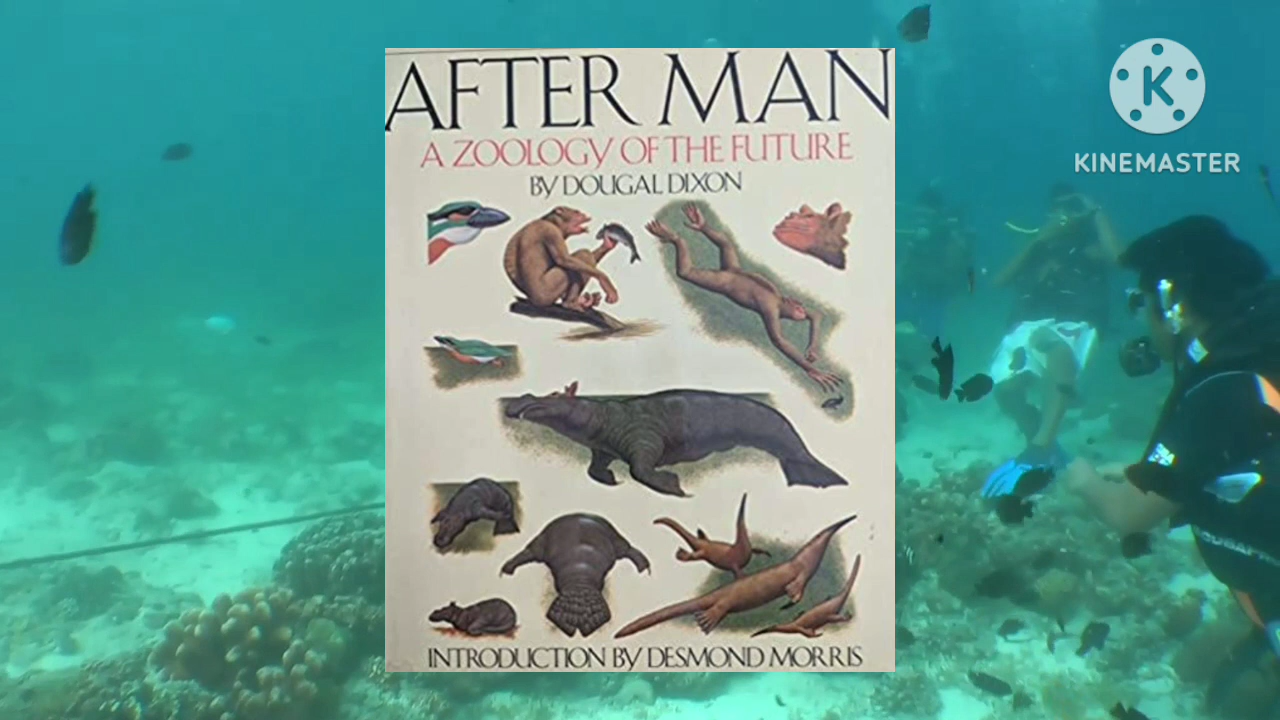 AFTER MAN
A ZOOLOGY OF THE FUTURE
BY DOUGAL DIXON
INTRODUCTION BY DESMOND MORRIS
K
KINEMASTER